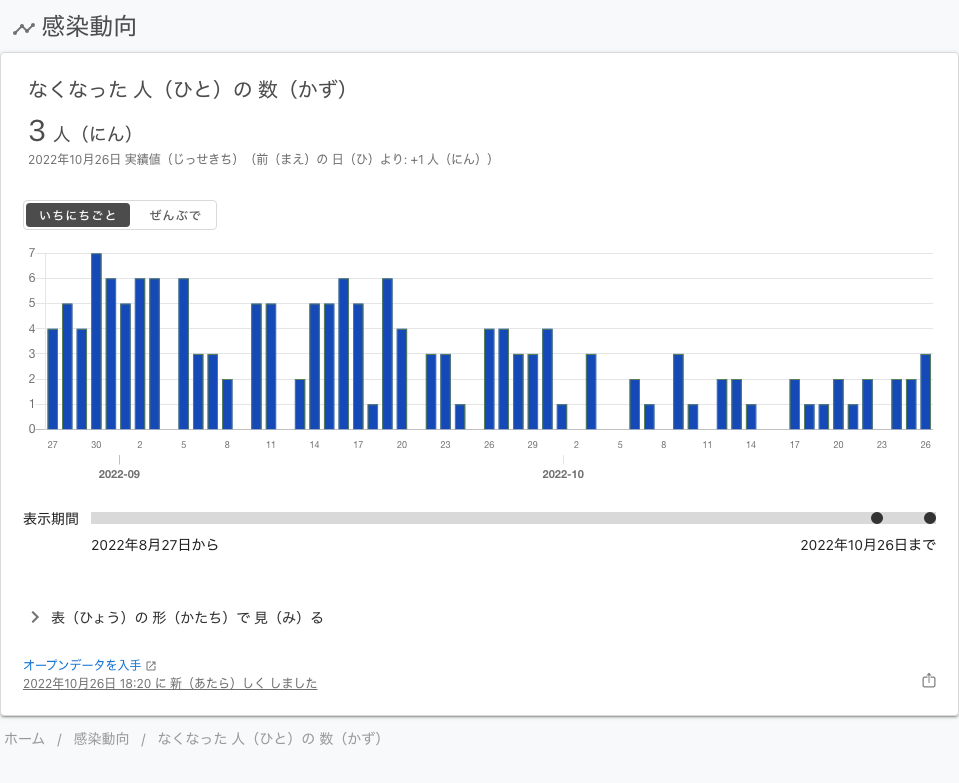 感染動向
なくなった 人（ひと）の 数（かず）
3 人（にん）
2022年10月26日 実績値（じっせきち）（前（まえ）の 日（ひ）より: +1 人（にん））
いちにちごと ぜんぶで
7
6
5
4
3
2
1
0
27 30 2 5 8 11 14 17 20 23 26 29 2 5 8 11 14 17 20 23 26
2022-09 2022-10
表示期間
2022年8月27日から 2022年10月26日まで
表（ひょう）の 形（かたち）で 見（み）る
オープンデータを入手
2022年10月26日 18:20 に 新（あたら）しく しました
ホーム / 感染動向 / なくなった 人（ひと）の 数（かず）